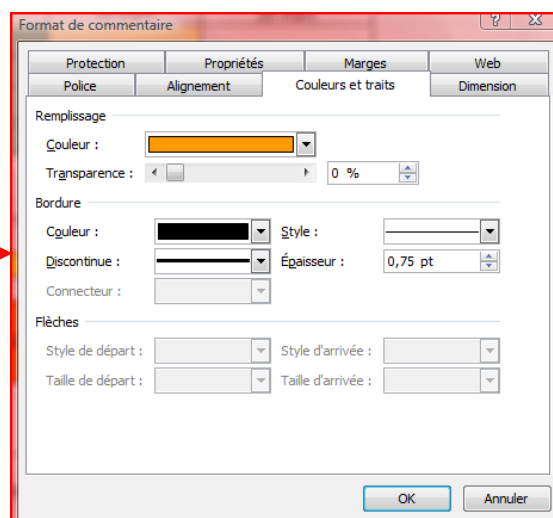 Format de commentaire
Protection Propriétés Marges Web
Police Alignement Couleurs et traits Dimension
Remplissage
Couleur :
Transparence : 0 %
Bordure
Couleur : Style :
Discontinue : Épaisseur : 0,75 pt
Connecteur :
Flèches
Style de départ : Style d'arrivée :
Taille de départ : Taille d'arrivée :
OK Annuler